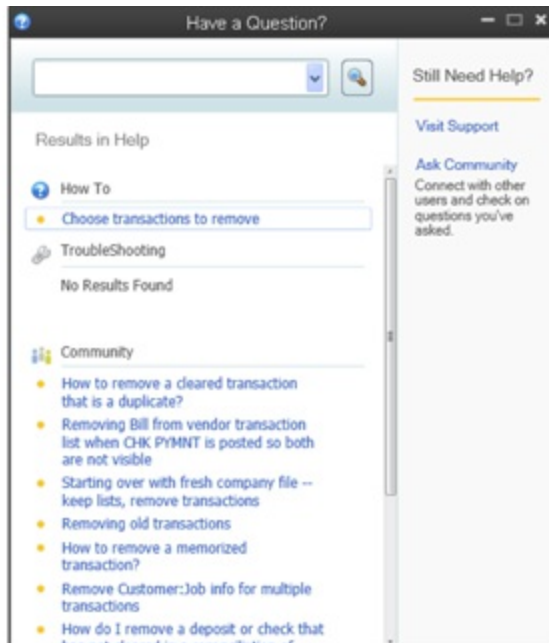 Have a Question?
Still Need Help?
Visit Support
Ask Community
Connect with other
users and check on
questions you've
asked.
Results in Help
How To
Choose transactions to remove
TroubleShooting
No Results Found
Community
How to remove a cleared transaction
that is a duplicate?
Removing Bill from vendor transaction
list when CHK PYMNT is posted so both
are not visible
Starting over with fresh company file --
keep lists, remove transactions
Removing old transactions
How to remove a memorized
transaction?
Remove Customer:Job info for multiple
transactions
How do I remove a deposit or check that